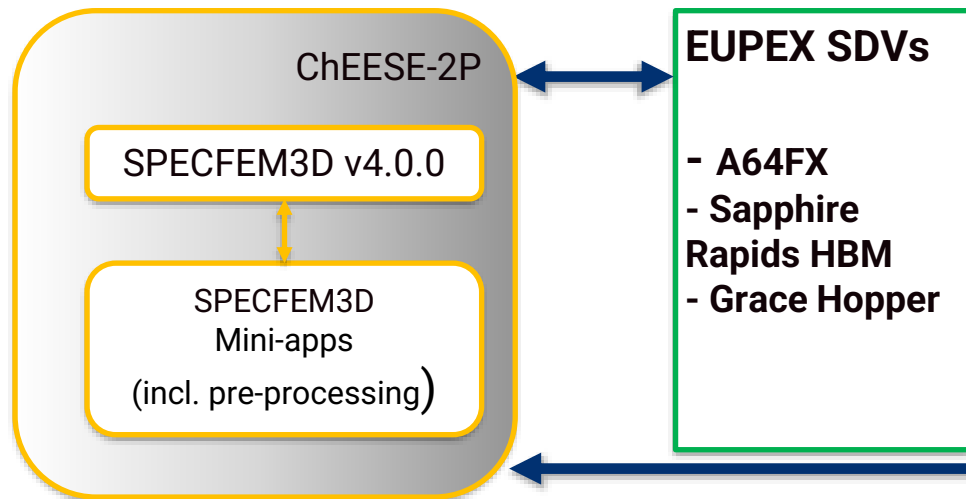 ChEESE-2P
SPECFEM3D v4.0.0
SPECFEM3D
Mini-apps
(incl. pre-processing)
EUPEX SDVs
- A64FX
- Sapphire
Rapids HBM
- Grace Hopper